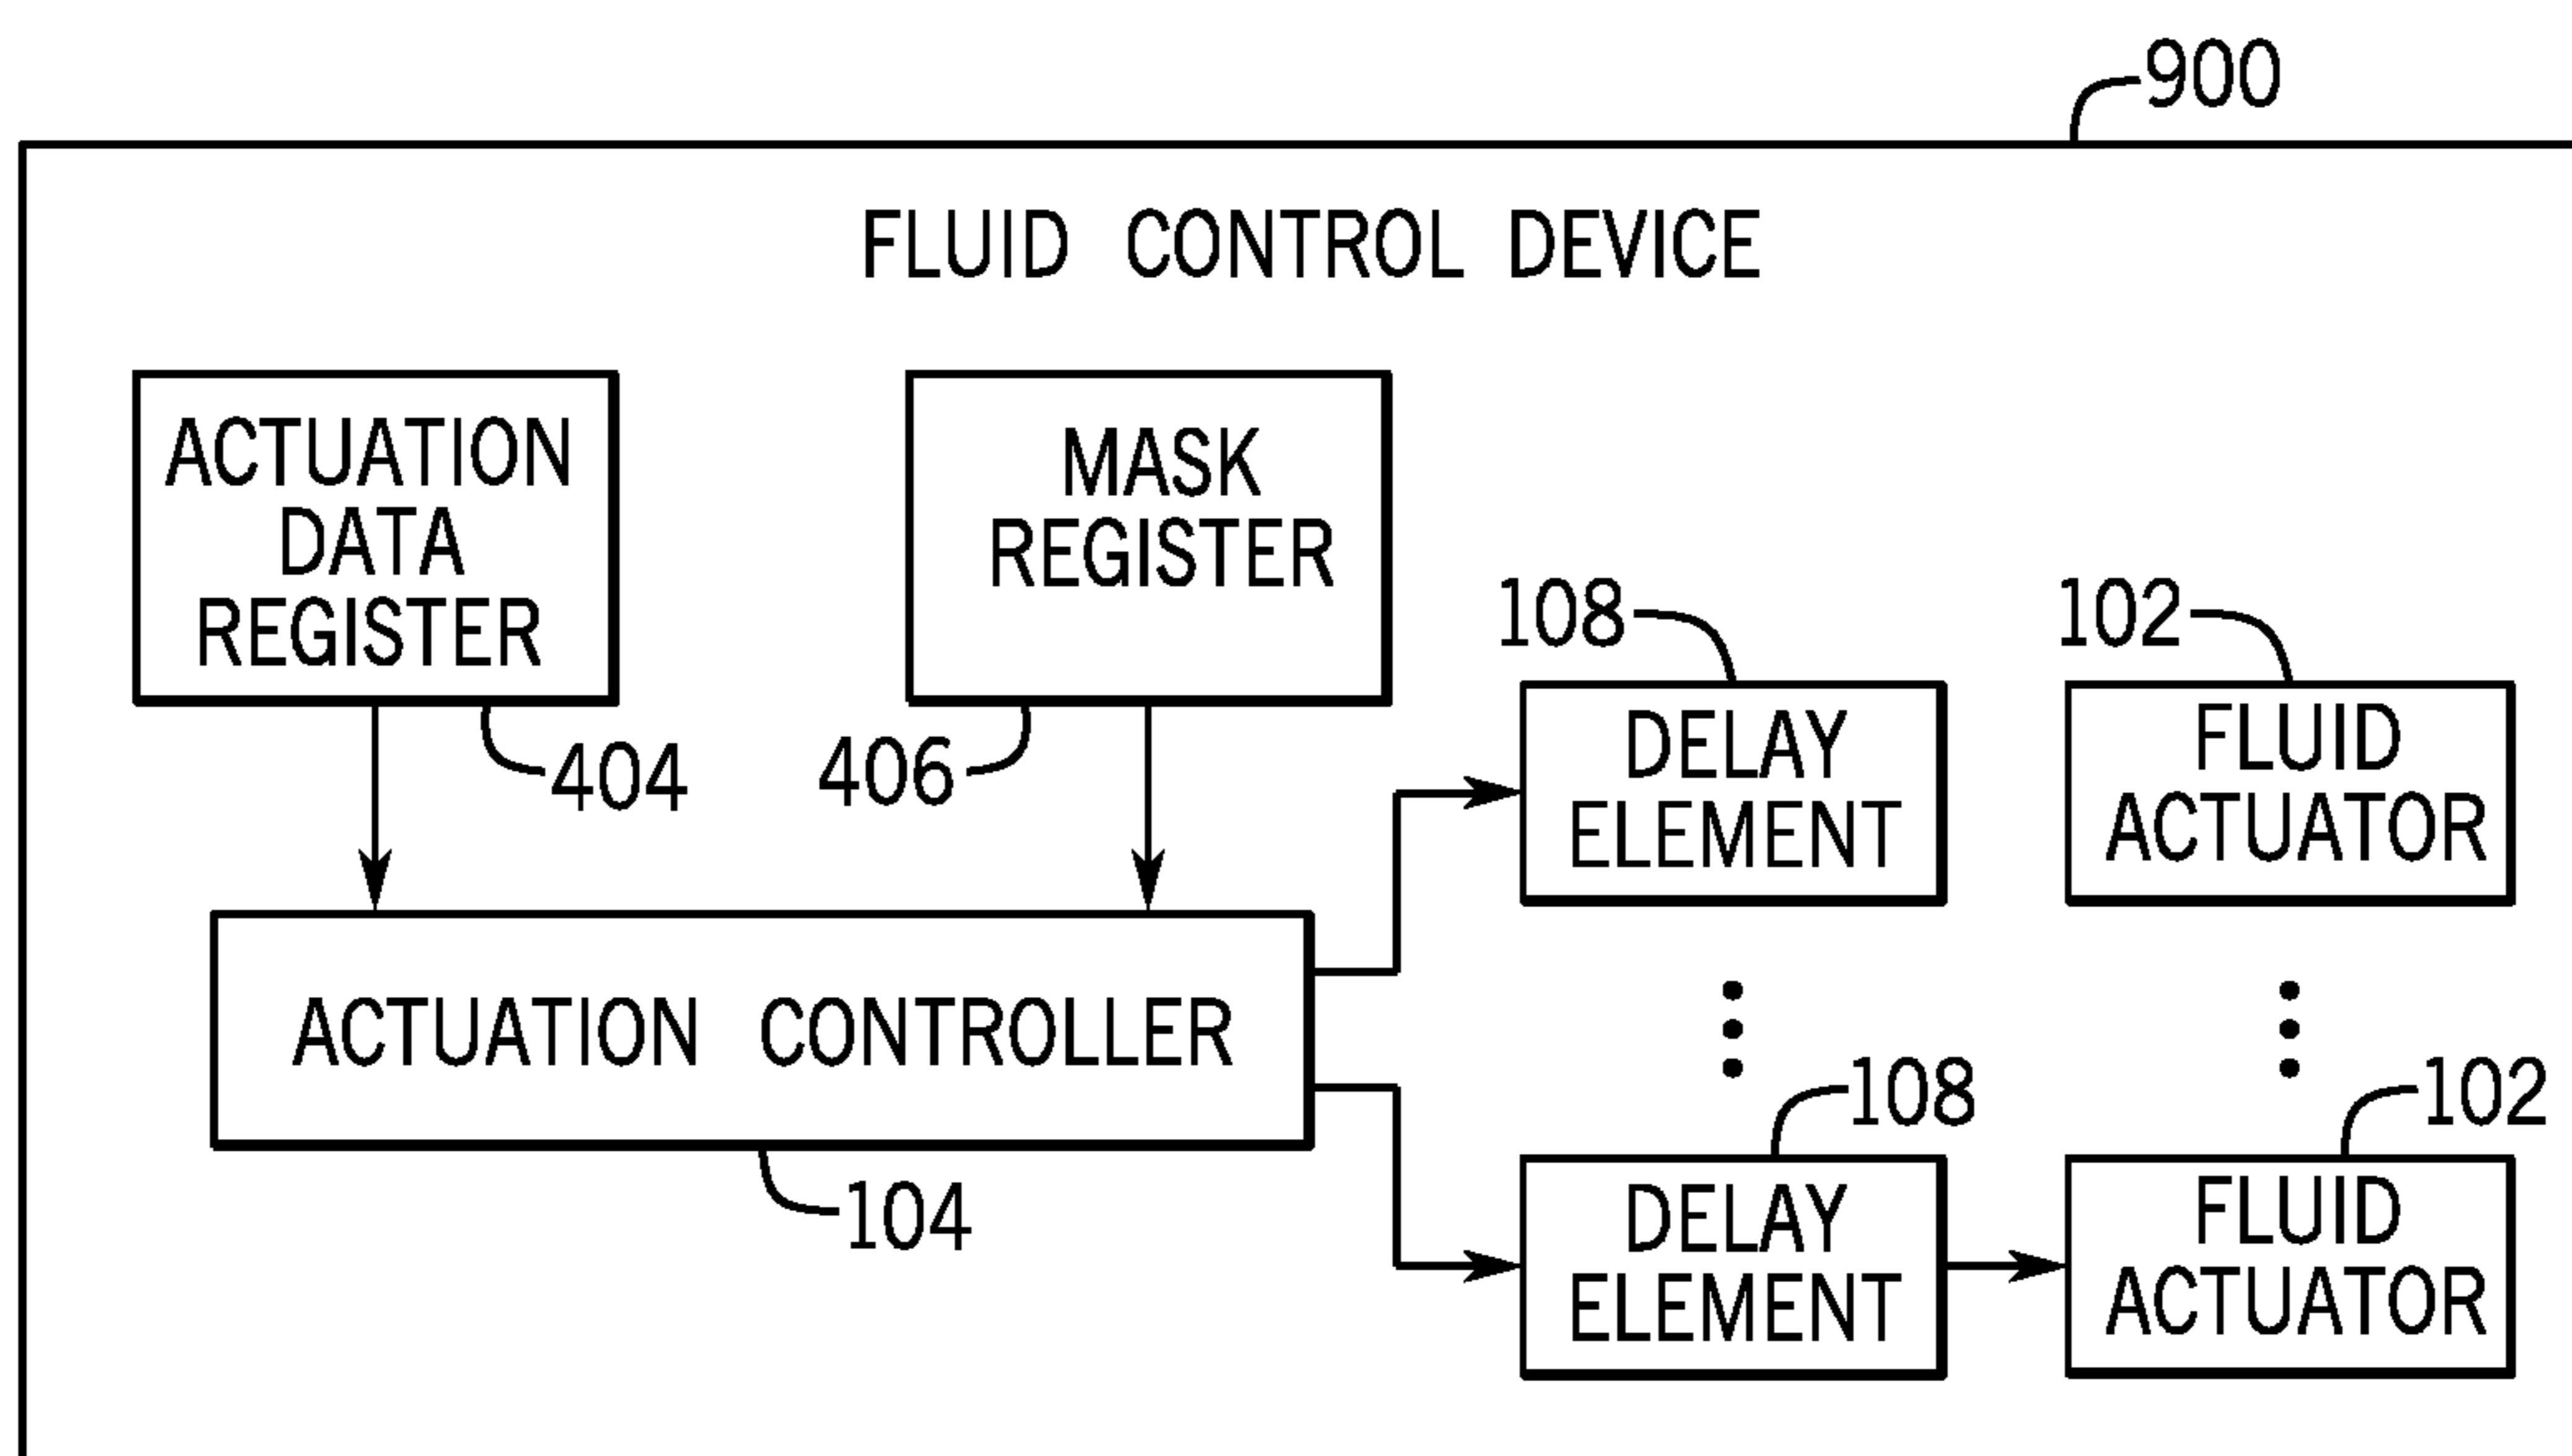 900
FLUID CONTROL DEVICE
ACTUATION
DATA
REGISTER
MASK
REGISTER
404
406
108
102
DELAY
ELEMENT
FLUID
ACTUATOR
ACTUATION CONTROLLER
104
108
102
DELAY
ELEMENT
FLUID
ACTUATOR